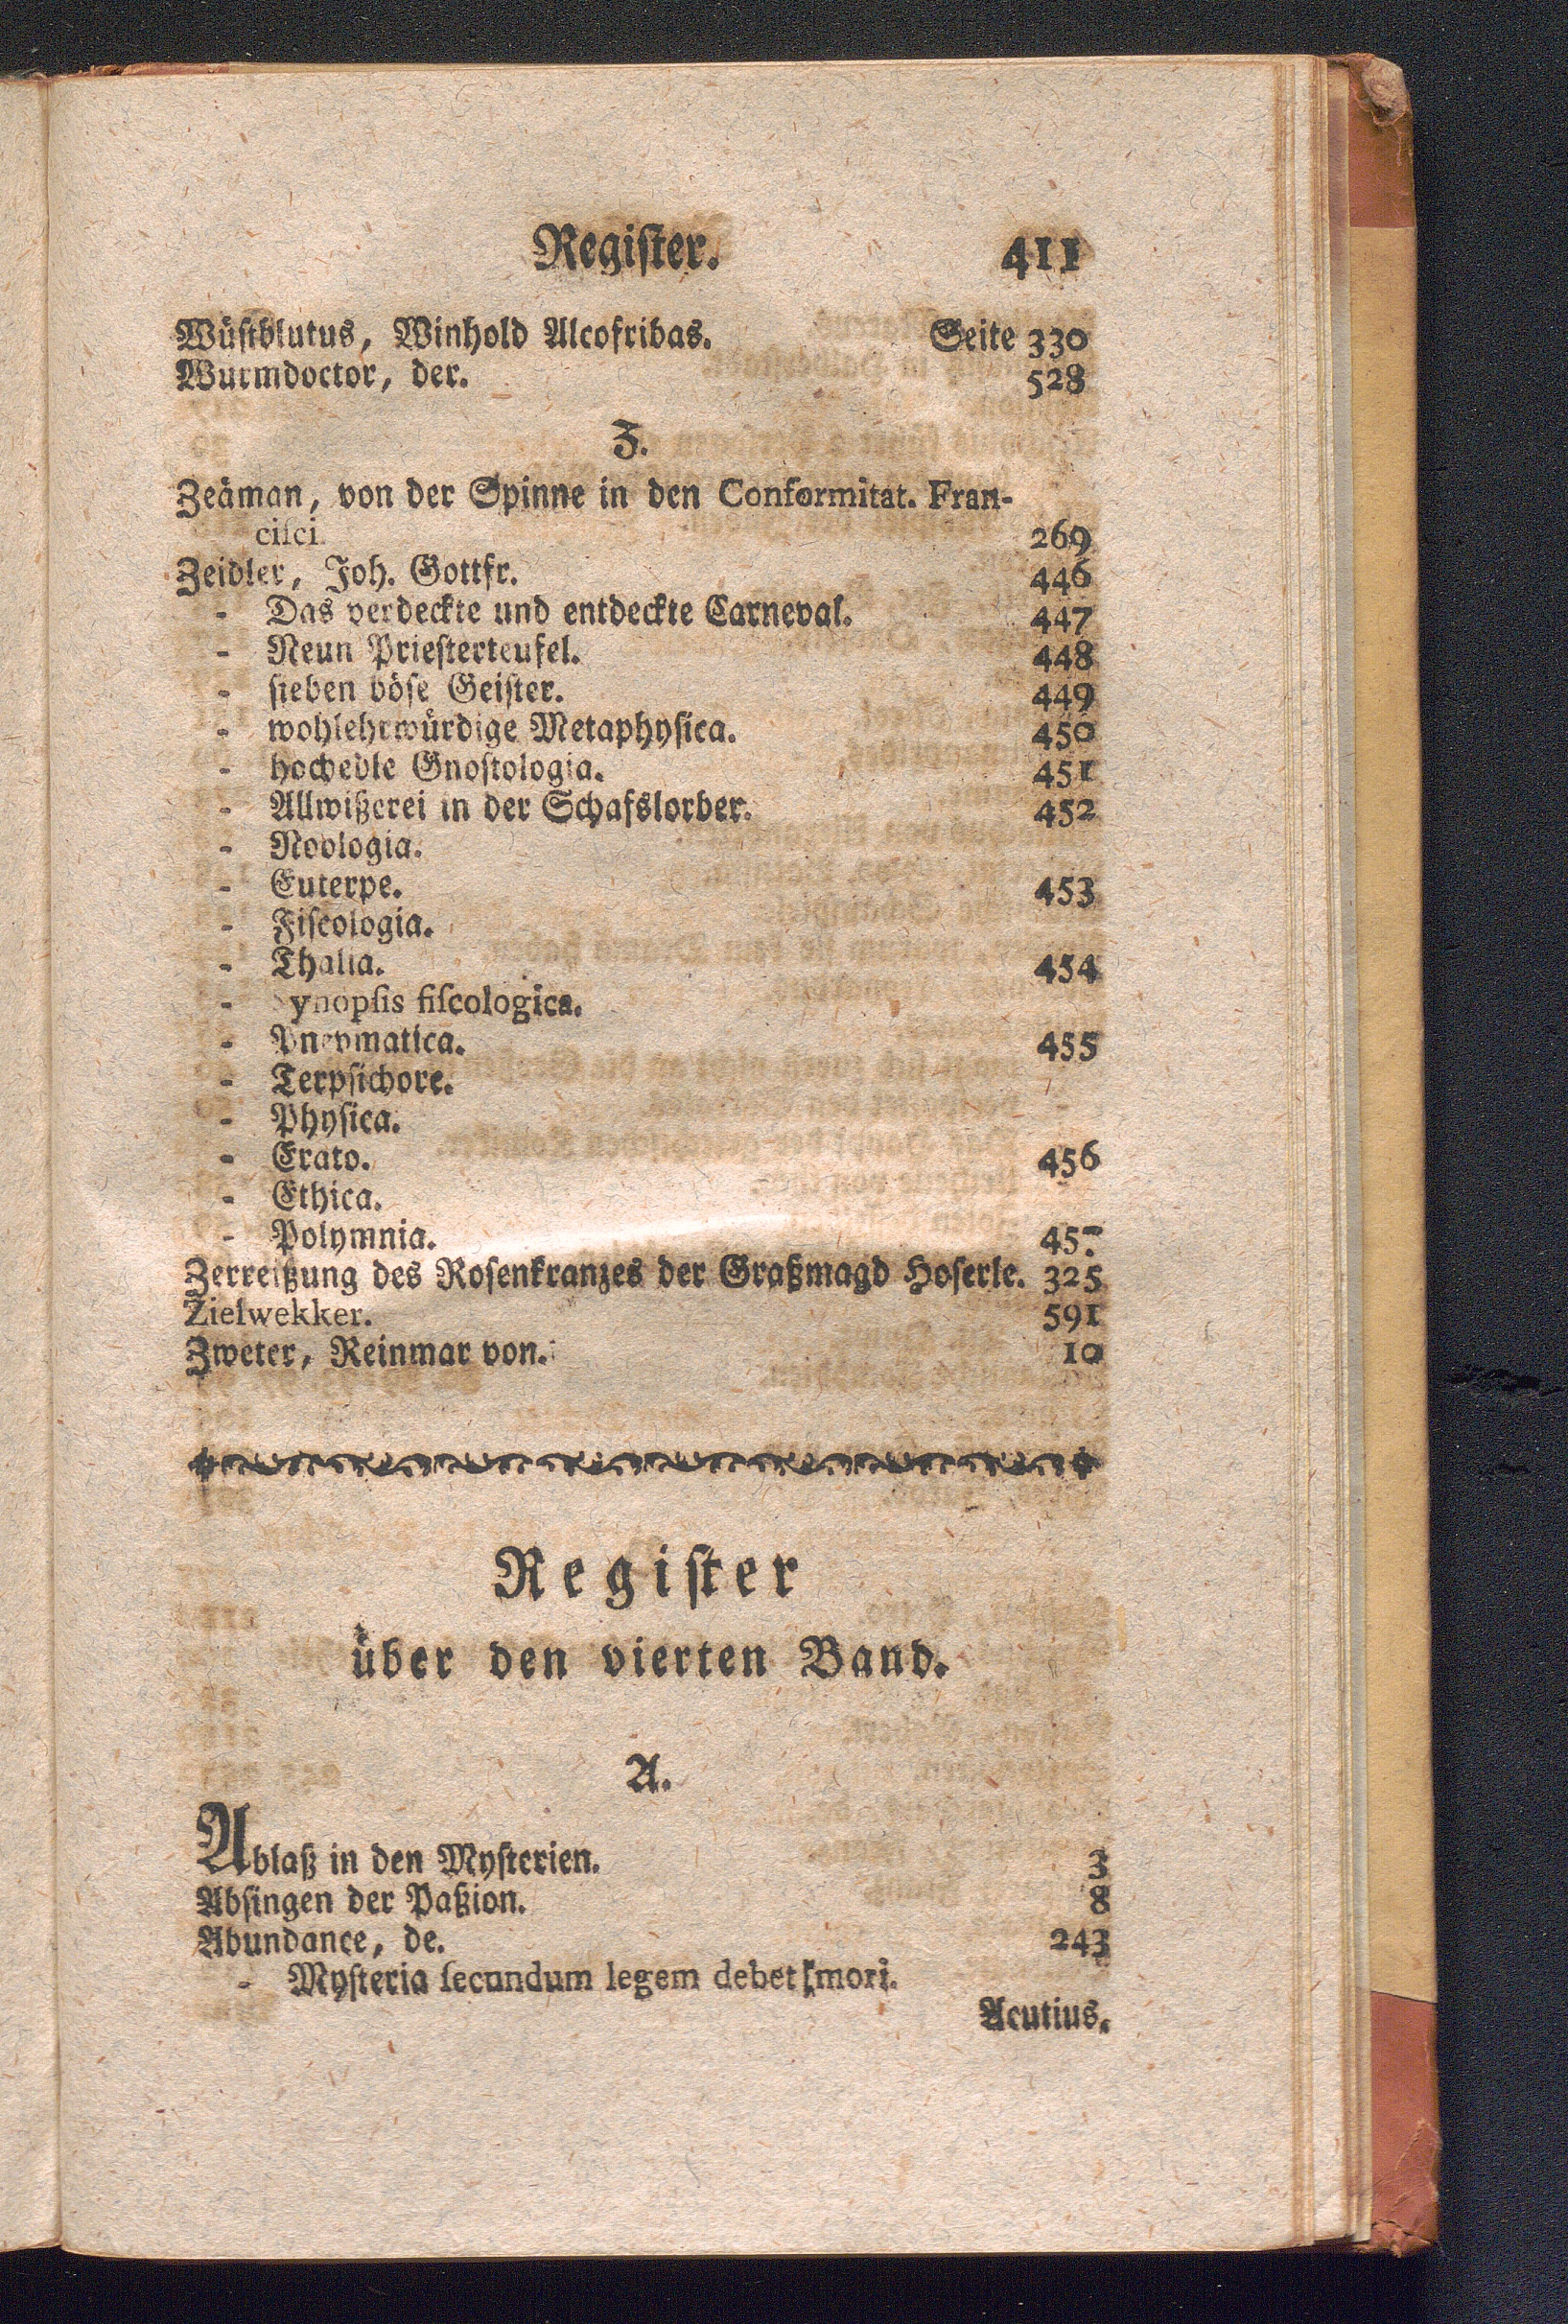 Regiſter. 411
Wüſtblutus, Winhold Alcofribas. Seite 330
Wurmdoctor, der. 528
Z.
Zeäman, von der Spinne in den Conformitat. Fran-
ciſci 269
Zeidler, Joh. Gottfr. 446
- Das verdeckte und entdeckte Carneval. 447
- Neun Prieſterteufel. 448
- ſieben böſe Geiſter. 449
- wohlehrwürdige Metaphyſica. 450
- hochedle Gnoſtologia. 451
- Allwißerei in der Schafslorber. 452
- Noologia.
- Euterpe. 453
- Fiſcologia.
- Thalia. 454
- Synopſis fiſcologica.
- Pnevmatica. 455
- Terpſichore.
- Phyſica.
- Erato. 456
- Ethica.
- Polymnia. 457
Zerreißung des Roſenkranzes der Graßmagd Hoſerle. 325
Zielwekker. 591
Zweter, Reinmar von. 10
Regiſter
über den vierten Band.
A.
Ablaß in den Myſterien. 3
Abſingen der Paßion. 8
Abundance, de. 243
- Myſteria ſecundum legem debet mori.
Acutius.